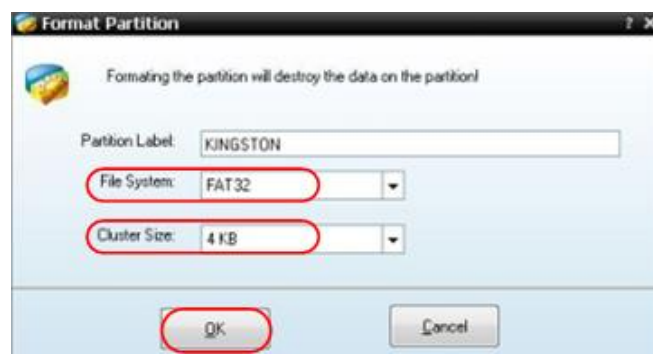 Format Partition ? X
Formating the partition will destroy the data on the partition!
Partition Label: KINGSTON
File System: FAT32
Cluster Size: 4 KB
OK Cancel